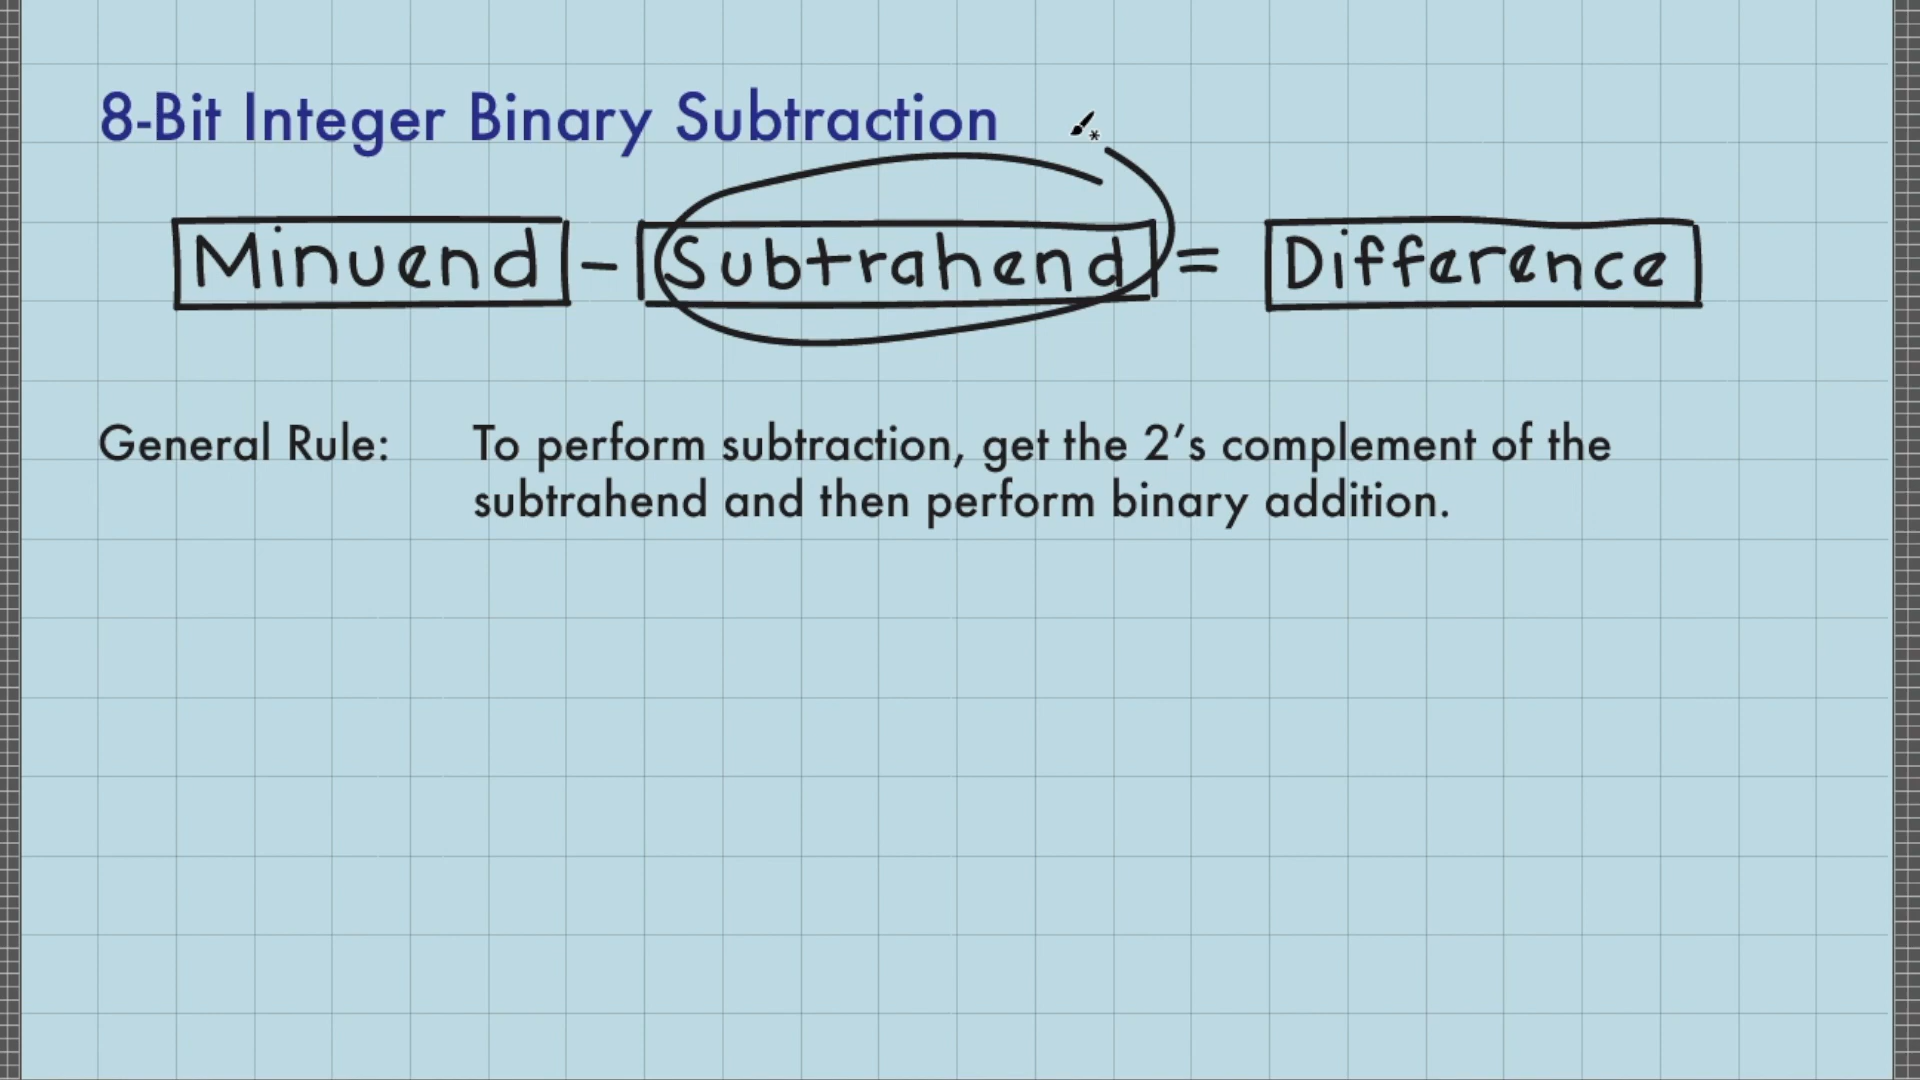 8-Bit Integer Binary Subtraction
Minuend - Subtrahend = Difference
General Rule: To perform subtraction, get the 2’s complement of the
subtrahend and then perform binary addition.